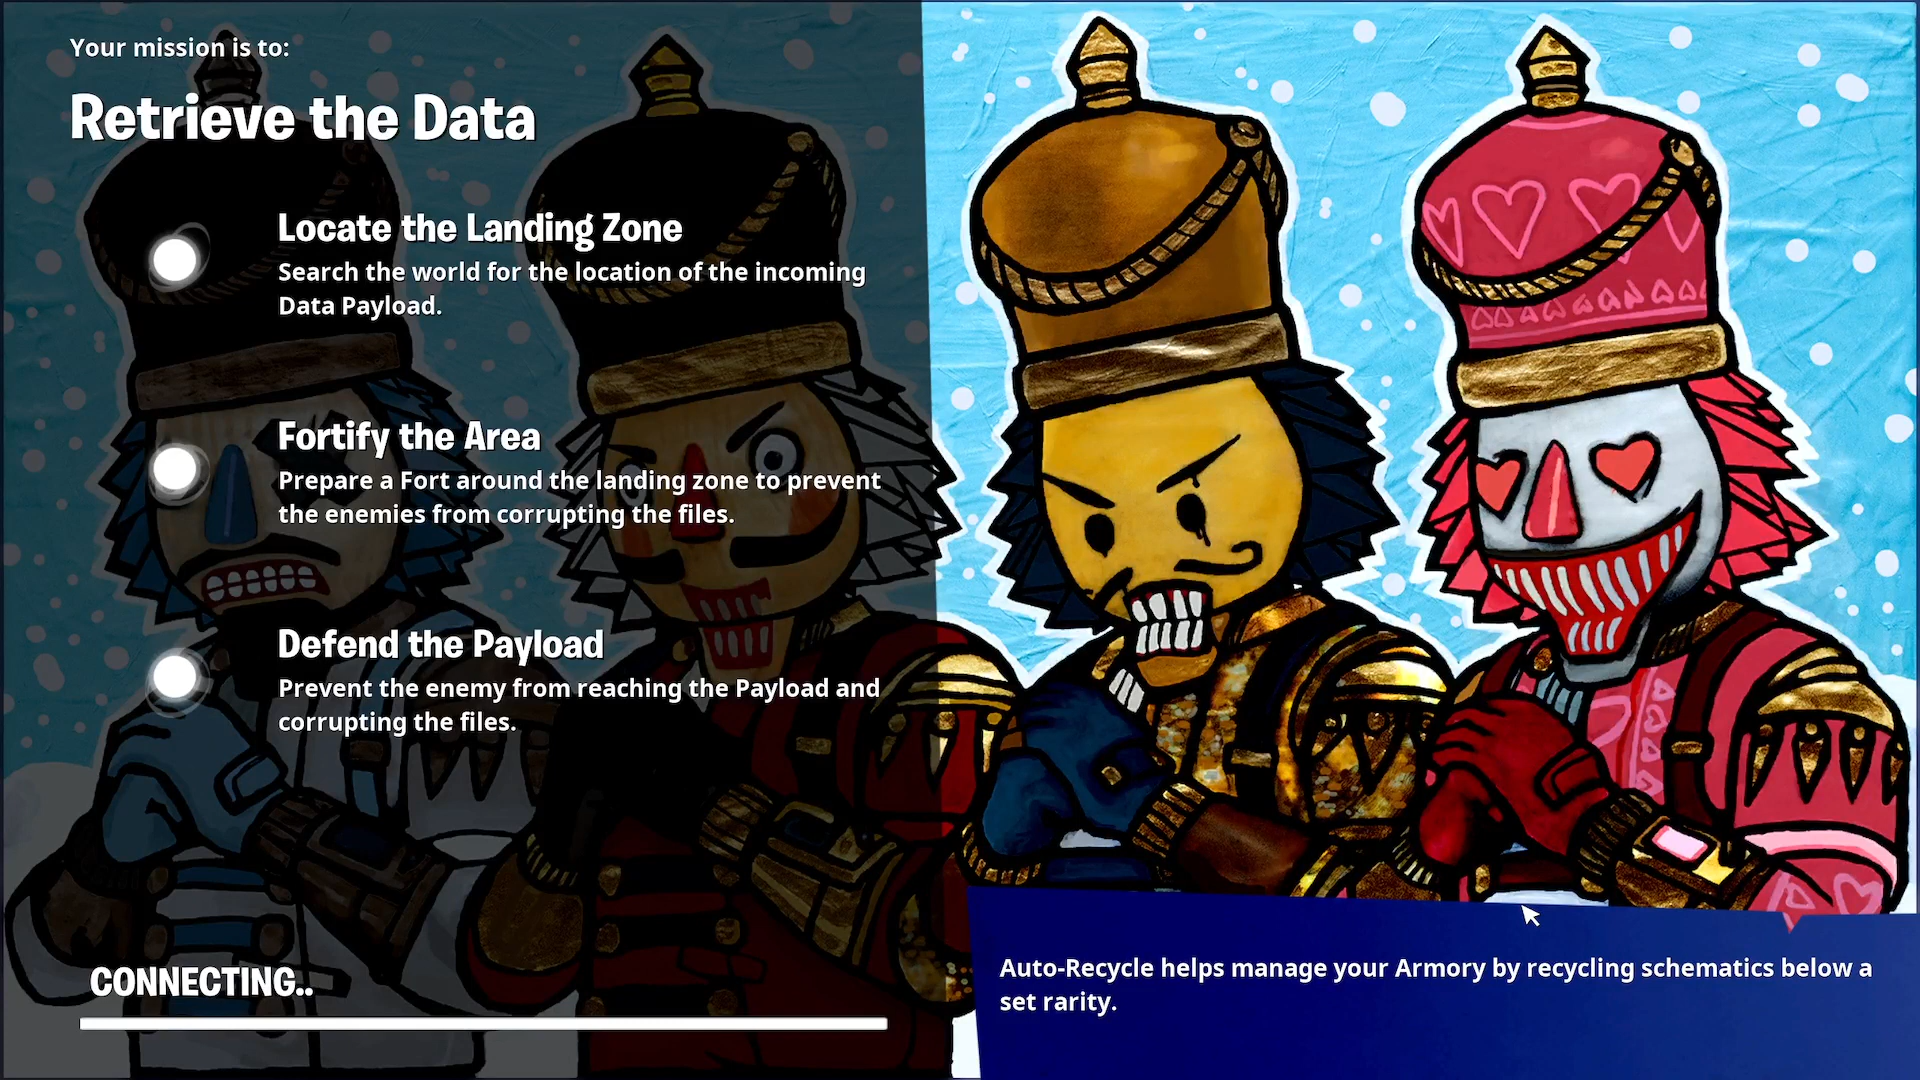 Your mission is to:
Retrieve the Data
Locate the Landing Zone
Search the world for the location of the incoming
Data Payload.
Fortify the Area
Prepare a Fort around the landing zone to prevent
the enemies from corrupting the files.
Defend the Payload
Prevent the enemy from reaching the Payload and
corrupting the files.
CONNECTING..
Auto-Recycle helps manage your Armory by recycling schematics below a
set rarity.